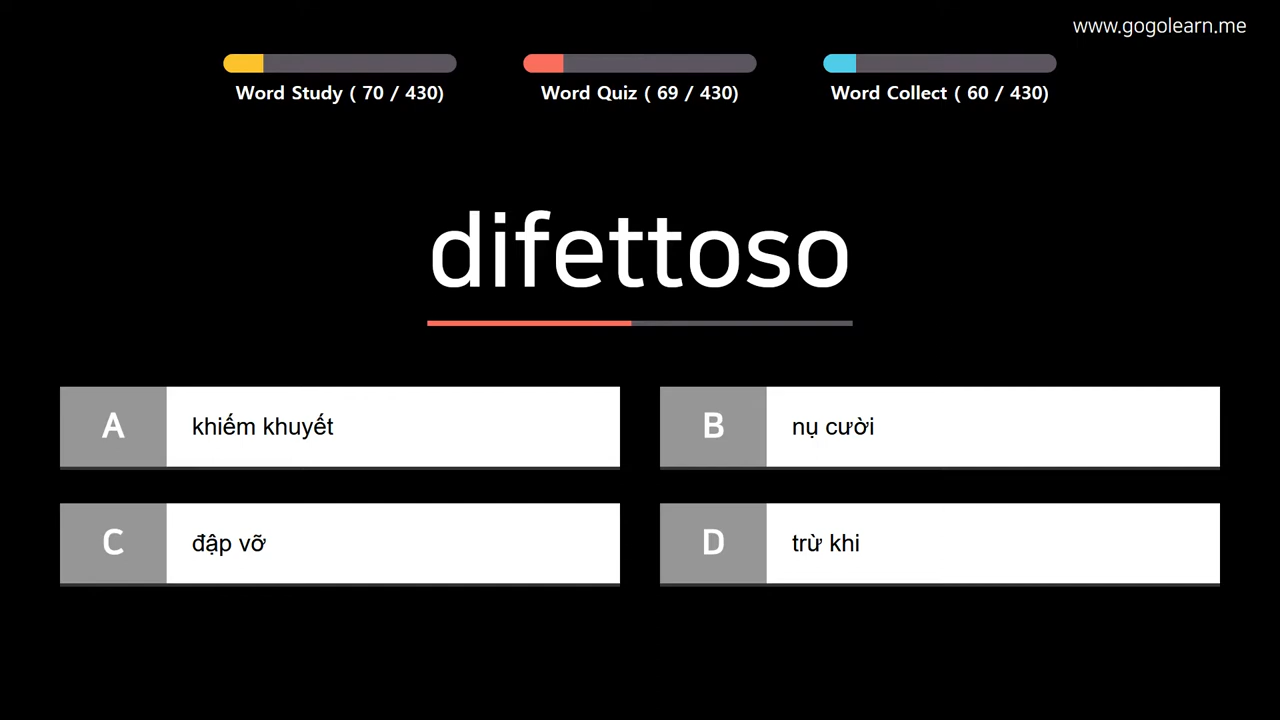 www.gogolearn.me
Word Study ( 70 / 430)
Word Quiz ( 69 / 430)
Word Collect ( 60 / 430)
difettoso
A khiếm khuyết
B nụ cười
C đập vỡ
D trừ khi